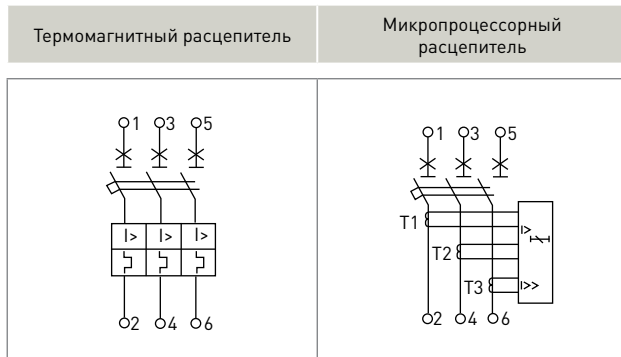 Термомагнитный расцепитель
Микропроцессорный
расцепитель
1 3 5
I> I> I>
2 4 6
1 3 5
T1
I>
T2
T3
I>>
2 4 6